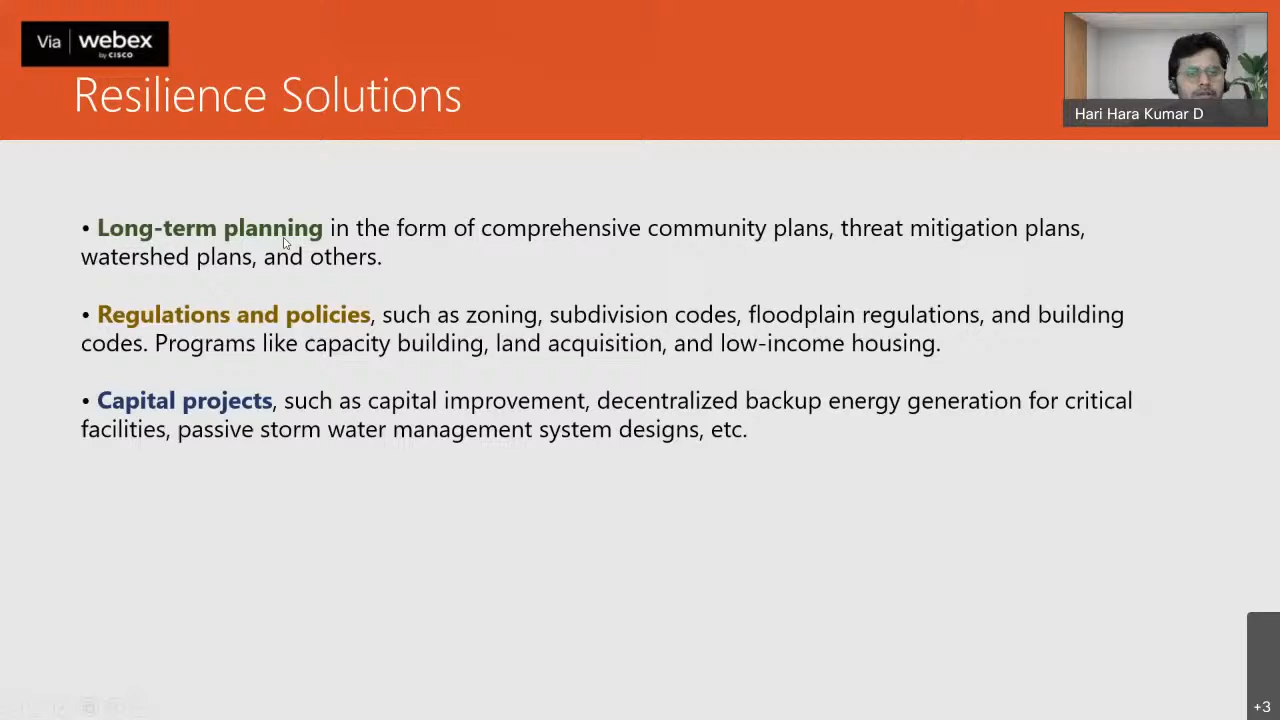 Via webex
by CISCO
Resilience Solutions
Hari Hara Kumar D
• Long-term planning in the form of comprehensive community plans, threat mitigation plans,
watershed plans, and others.
• Regulations and policies, such as zoning, subdivision codes, floodplain regulations, and building
codes. Programs like capacity building, land acquisition, and low-income housing.
• Capital projects, such as capital improvement, decentralized backup energy generation for critical
facilities, passive storm water management system designs, etc.
+3